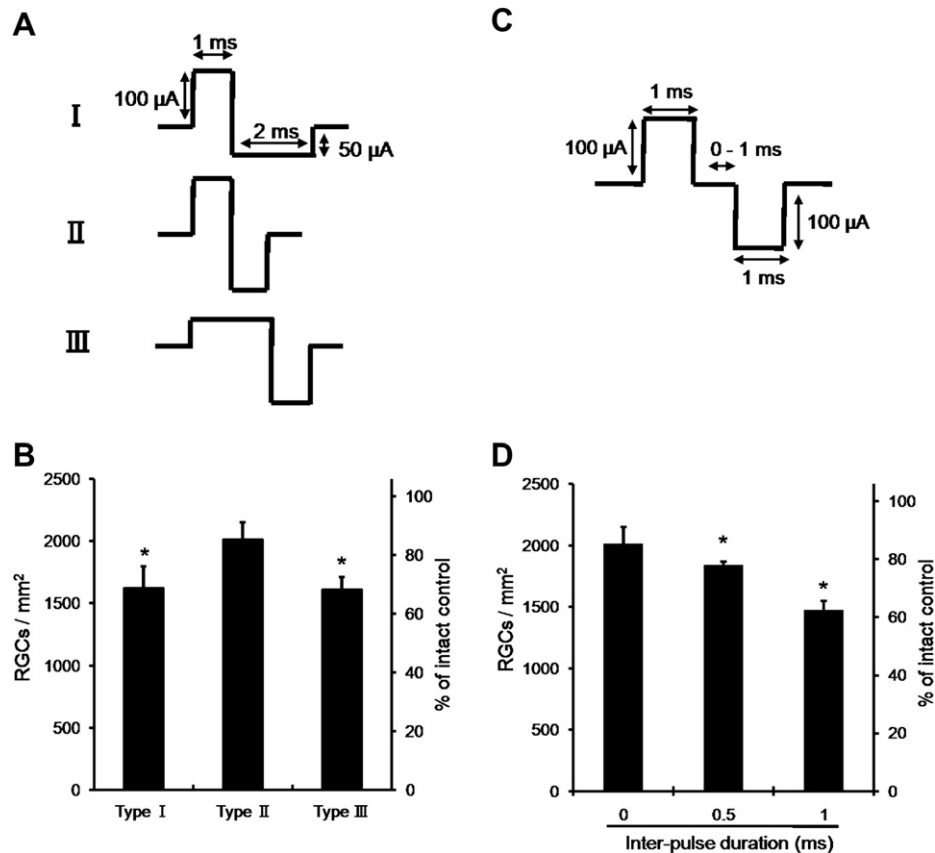 A
1 ms
100 µA
I
2 ms
50 µA
II
III
C
1 ms
0 - 1 ms
100 µA
100 µA
1 ms
B
2500
2000
1500
1000
500
0
RGCs / mm²
* *
100
80
60
40
20
0
% of intact control
Type I Type II Type III
D
2500
2000
1500
1000
500
0
RGCs / mm²
*
*
100
80
60
40
20
0
% of intact control
0 0.5 1
Inter-pulse duration (ms)